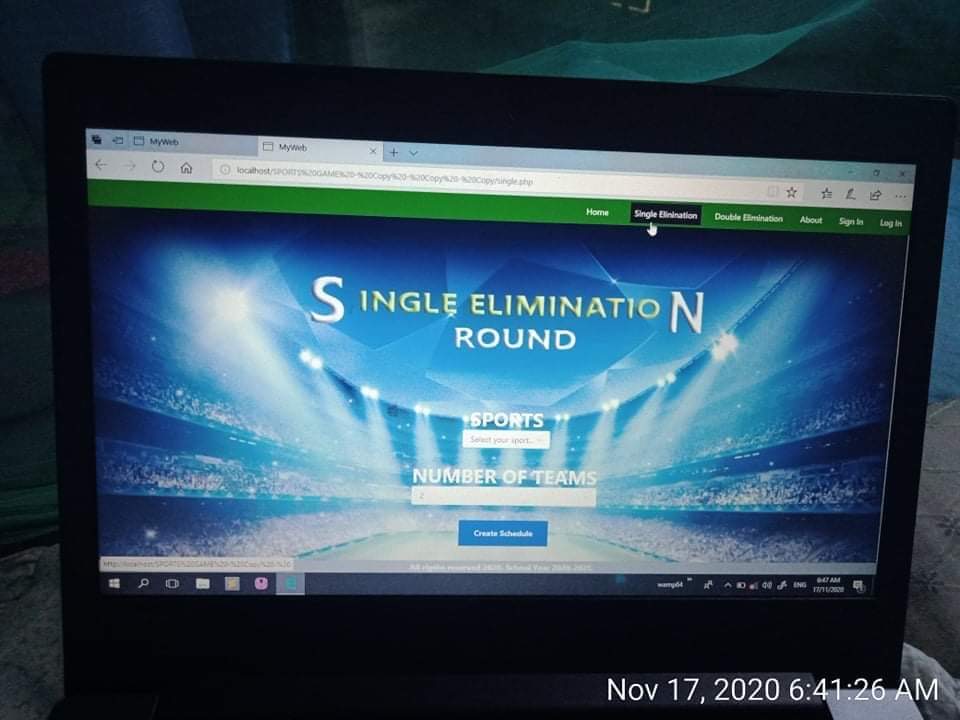 MyWeb
MyWeb
localhost/SPORTS%20GAME%20-%20Copy%20-%20Copy%20-%20Copy/single.php
Home Single Elinination Double Elimination About Sign In Log In
SINGLE ELIMINATION
ROUND
SPORTS
Select your sport...
NUMBER OF TEAMS
2
Create Schedule
All rights reserved 2020. School Year 2020-2021.
http://localhost/SPORTS%20GAME%20-%20Copy%20-%20
wamp64
ENG
6:47 AM
17/11/2020
Nov 17, 2020 6:41:26 AM